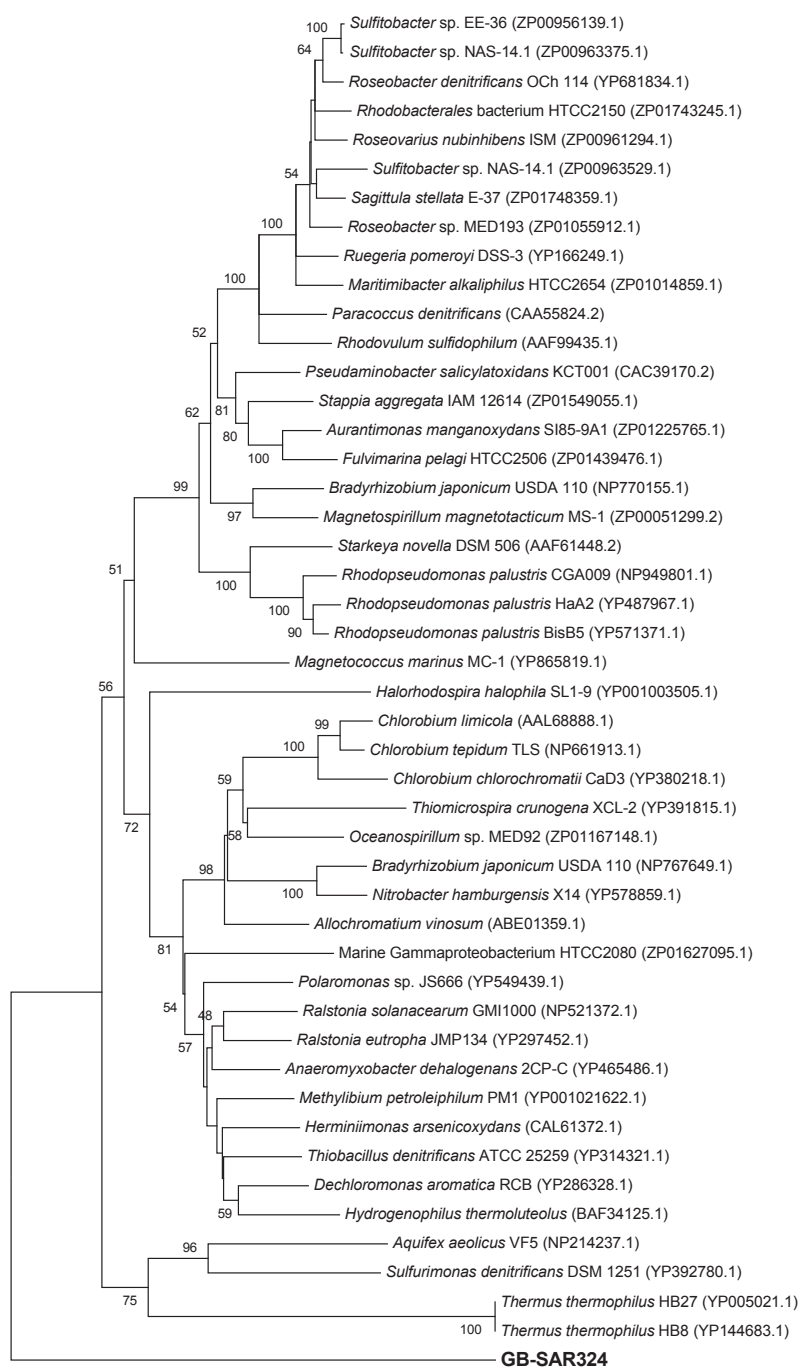 100
Sulfitobacter sp. EE-36 (ZP00956139.1)
Sulfitobacter sp. NAS-14.1 (ZP00963375.1)
64
Roseobacter denitrificans OCh 114 (YP681834.1)
Rhodobacterales bacterium HTCC2150 (ZP01743245.1)
Roseovarius nubinhibens ISM (ZP00961294.1)
Sulfitobacter sp. NAS-14.1 (ZP00963529.1)
54
Sagittula stellata E-37 (ZP01748359.1)
Roseobacter sp. MED193 (ZP01055912.1)
100
Ruegeria pomeroyi DSS-3 (YP166249.1)
Maritimibacter alkaliphilus HTCC2654 (ZP01014859.1)
100
Paracoccus denitrificans (CAA55824.2)
Rhodovulum sulfidophilum (AAF99435.1)
52
Pseudaminobacter salicylatoxidans KCT001 (CAC39170.2)
Stappia aggregata IAM 12614 (ZP01549055.1)
81
Aurantimonas manganoxydans SI85-9A1 (ZP01225765.1)
62
80
Fulvimarina pelagi HTCC2506 (ZP01439476.1)
100
Bradyrhizobium japonicum USDA 110 (NP770155.1)
99
Magnetospirillum magnetotacticum MS-1 (ZP00051299.2)
97
Starkeya novella DSM 506 (AAF61448.2)
51
Rhodopseudomonas palustris CGA009 (NP949801.1)
100
Rhodopseudomonas palustris HaA2 (YP487967.1)
100
Rhodopseudomonas palustris BisB5 (YP571371.1)
90
Magnetococcus marinus MC-1 (YP865819.1)
56
Halorhodospira halophila SL1-9 (YP001003505.1)
Chlorobium limicola (AAL68888.1)
99
Chlorobium tepidum TLS (NP661913.1)
100
Chlorobium chlorochromatii CaD3 (YP380218.1)
59
Thiomicrospira crunogena XCL-2 (YP391815.1)
72
58
Oceanospirillum sp. MED92 (ZP01167148.1)
Bradyrhizobium japonicum USDA 110 (NP767649.1)
98
100
Nitrobacter hamburgensis X14 (YP578859.1)
Allochromatium vinosum (ABE01359.1)
81
Marine Gammaproteobacterium HTCC2080 (ZP01627095.1)
Polaromonas sp. JS666 (YP549439.1)
54
48
Ralstonia solanacearum GMI1000 (NP521372.1)
57
Ralstonia eutropha JMP134 (YP297452.1)
Anaeromyxobacter dehalogenans 2CP-C (YP465486.1)
Methylibium petroleiphilum PM1 (YP001021622.1)
Herminiimonas arsenicoxydans (CAL61372.1)
Thiobacillus denitrificans ATCC 25259 (YP314321.1)
Dechloromonas aromatica RCB (YP286328.1)
59
Hydrogenophilus thermoluteolus (BAF34125.1)
96
Aquifex aeolicus VF5 (NP214237.1)
Sulfurimonas denitrificans DSM 1251 (YP392780.1)
75
Thermus thermophilus HB27 (YP005021.1)
100
Thermus thermophilus HB8 (YP144683.1)
GB-SAR324